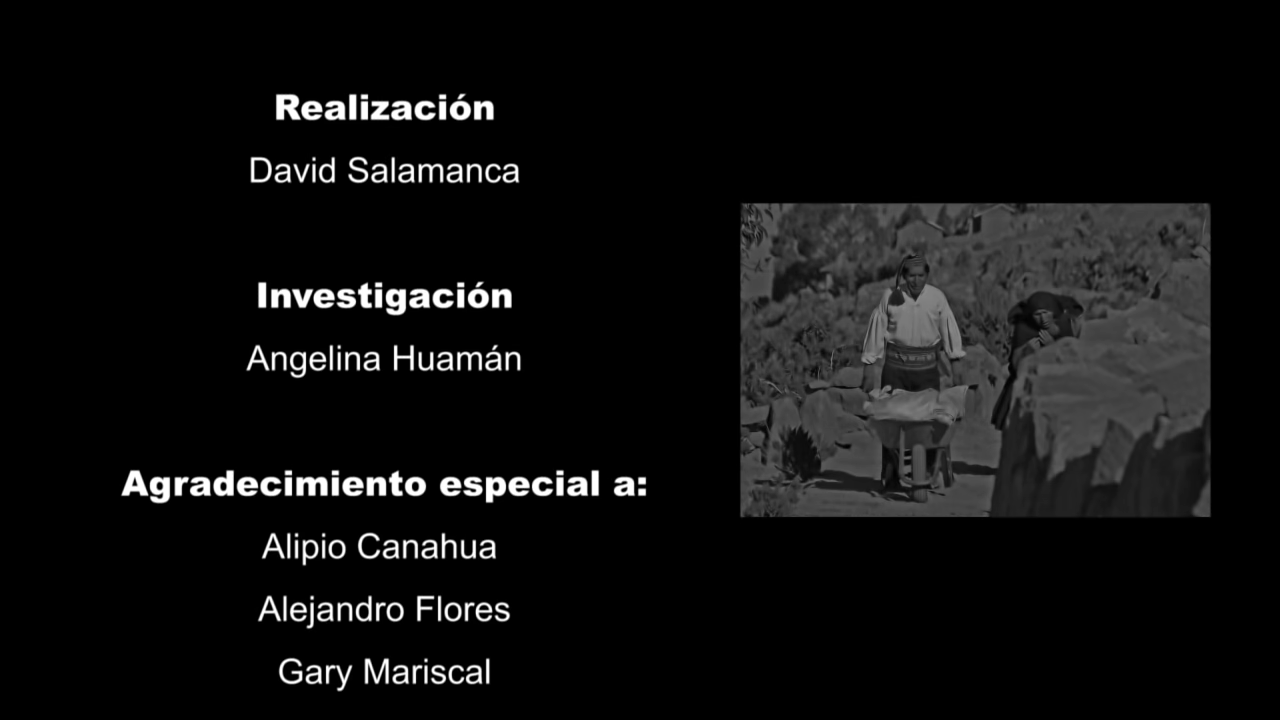 Realización
David Salamanca
Investigación
Angelina Huamán
Agradecimiento especial a:
Alipio Canahua
Alejandro Flores
Gary Mariscal